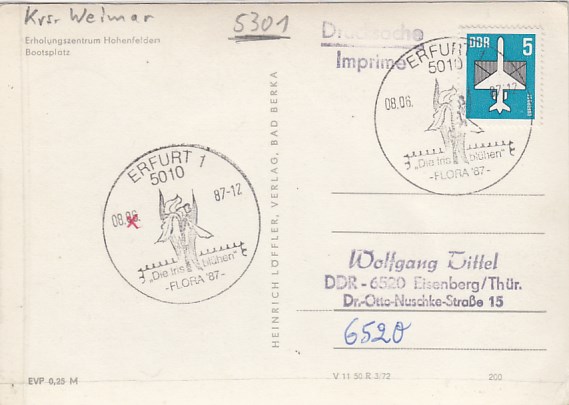 Krs. Weimar
5301
Erholungszentrum Hohenfelden
Bootsplatz
Drucksache
Imprime
DDR 5
ERFURT 1
5010
08.06. 87-12
"Die Iris blühen"
-FLORA '87-
ERFURT 1
5010
08.06. 87-12
"Die Iris blühen"
-FLORA '87-
HEINRICH LÖFFLER, VERLAG, BAD BERKA
Wolfgang Tittel
DDR - 6520 Eisenberg/Thür.
Dr.-Otto-Nuschke-Straße 15
6520
EVP 0,25 M
V 11 50 R 3/72 200